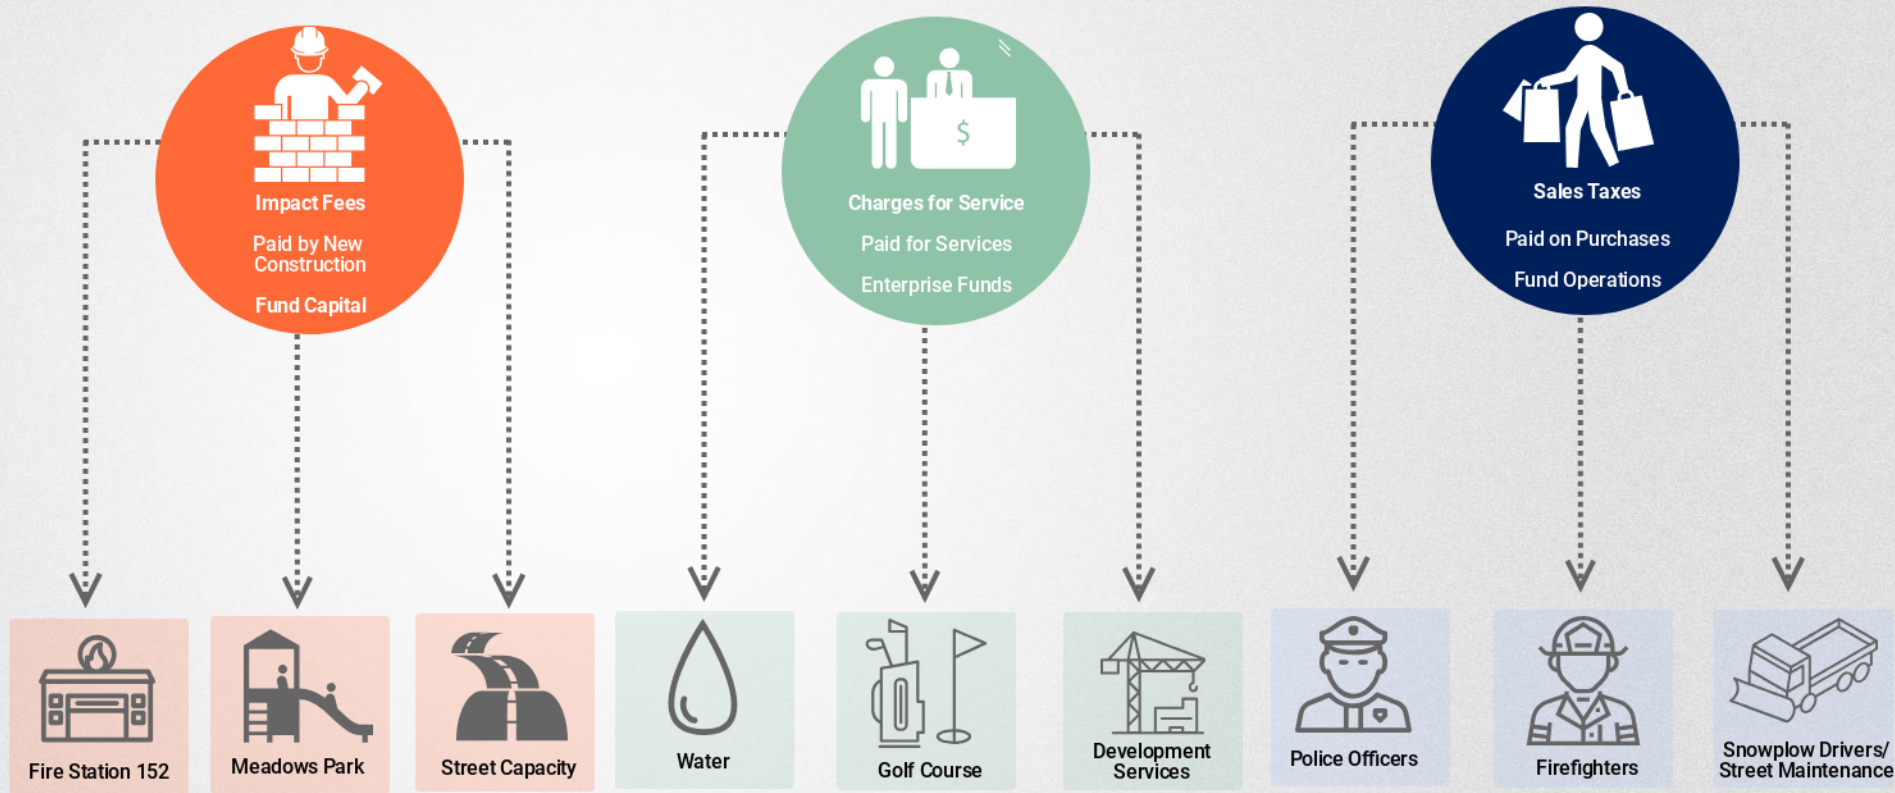 Impact Fees
Paid by New
Construction
Fund Capital
$
Charges for Service
Paid for Services
Enterprise Funds
Sales Taxes
Paid on Purchases
Fund Operations
Fire Station 152
Meadows Park
Street Capacity
Water
Golf Course
Development
Services
Police Officers
Firefighters
Snowplow Drivers/
Street Maintenance